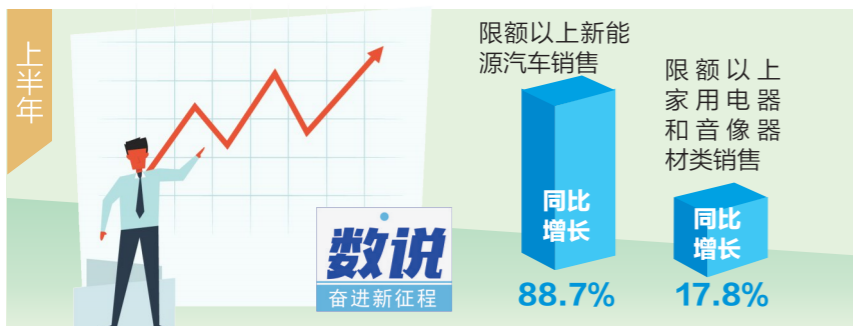 上半年
限额以上新能
源汽车销售
同比
增长
88.7%
限额以上
家用电器
和音像器
材类销售
同比
增长
17.8%
数说
奋进新征程